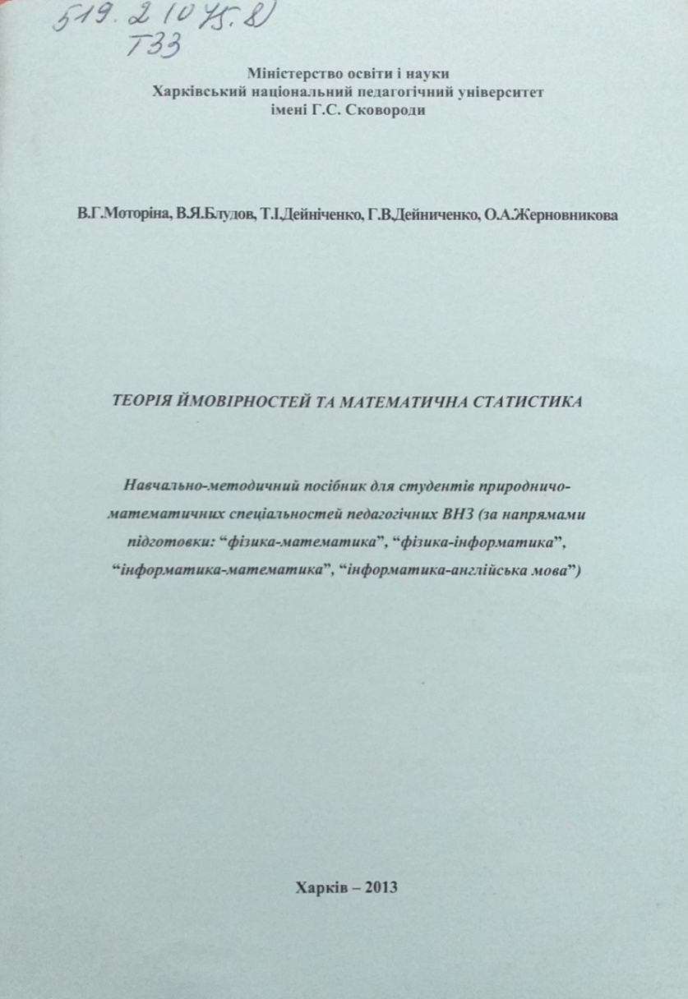 519.2 (075.8)
Т33
Міністерство освіти і науки
Харківський національний педагогічний університет
імені Г.С. Сковороди
В.Г.Моторіна, В.Я.Блудов, Т.І.Дейніченко, Г.В.Дейниченко, О.А.Жерновникова
ТЕОРІЯ ЙМОВІРНОСТЕЙ ТА МАТЕМАТИЧНА СТАТИСТИКА
Навчально-методичний посібник для студентів природничо-
математичних спеціальностей педагогічних ВНЗ (за напрямами
підготовки: “фізика-математика”, “фізика-інформатика”,
“інформатика-математика”, “інформатика-англійська мова”)
Харків – 2013